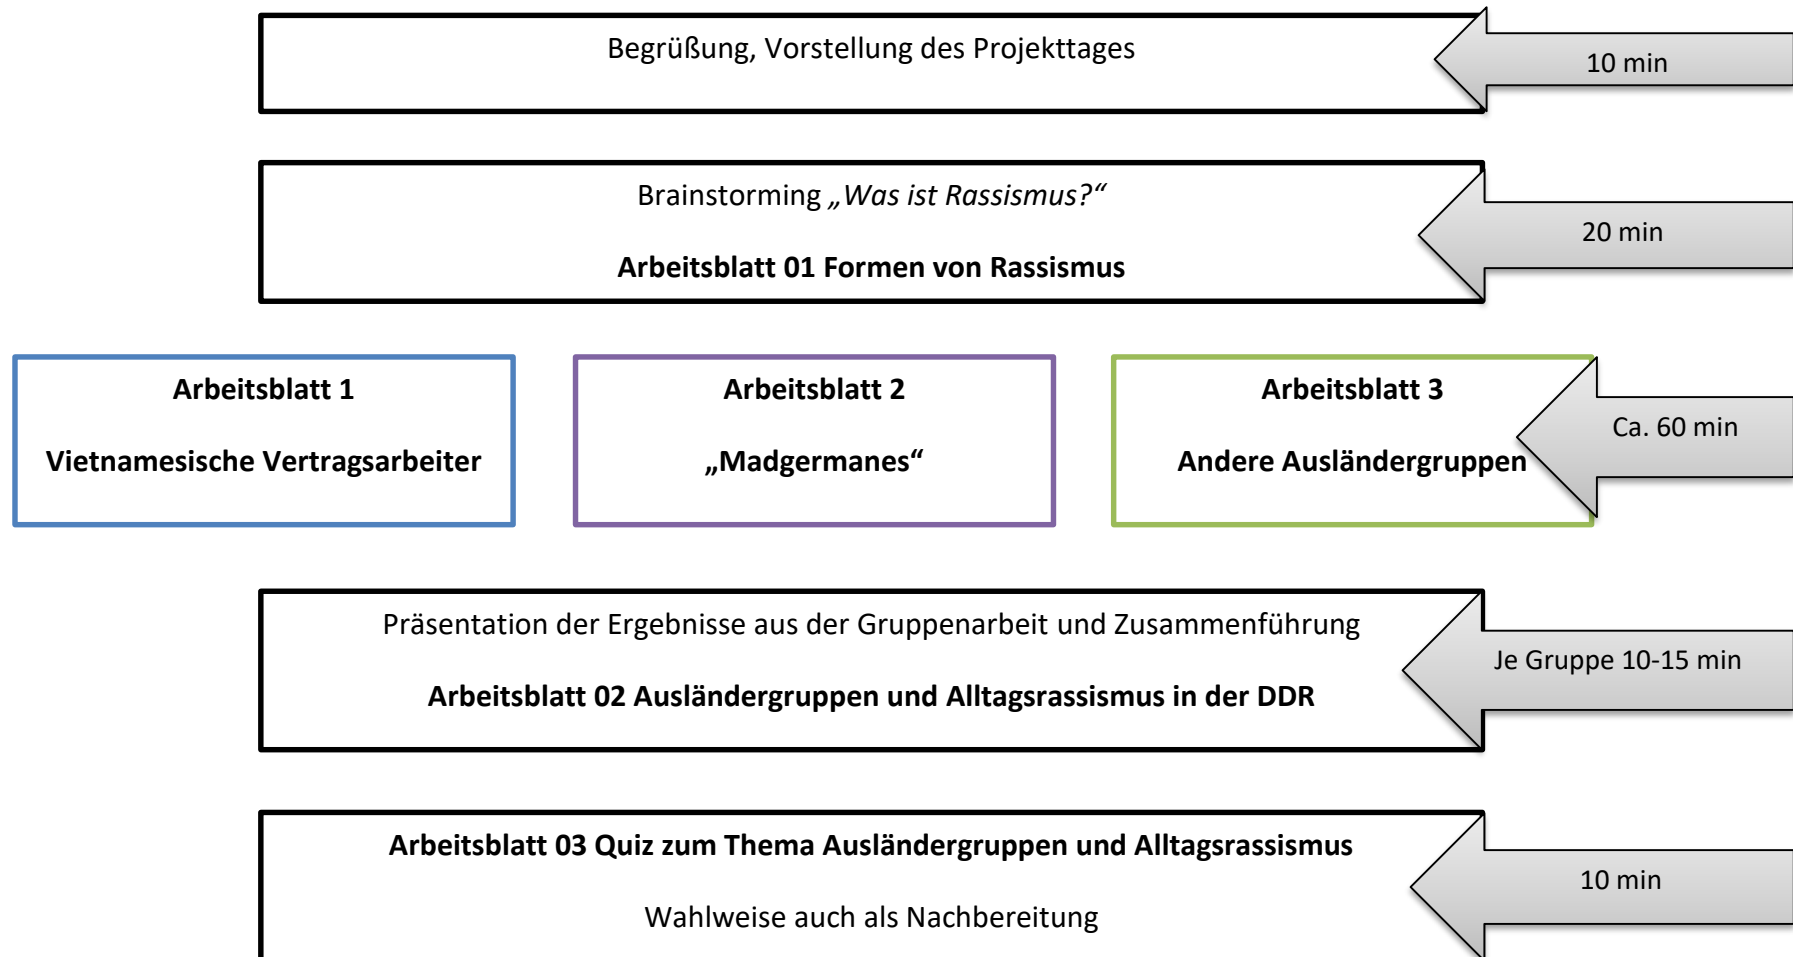 Begrüßung, Vorstellung des Projekttages
10 min
Brainstorming „Was ist Rassismus?“
20 min
Arbeitsblatt 01 Formen von Rassismus
Arbeitsblatt 1
Vietnamesische Vertragsarbeiter
Arbeitsblatt 2
„Madgermanes“
Arbeitsblatt 3
Andere Ausländergruppen
Ca. 60 min
Präsentation der Ergebnisse aus der Gruppenarbeit und Zusammenführung
Je Gruppe 10-15 min
Arbeitsblatt 02 Ausländergruppen und Alltagsrassismus in der DDR
Arbeitsblatt 03 Quiz zum Thema Ausländergruppen und Alltagsrassismus
10 min
Wahlweise auch als Nachbereitung